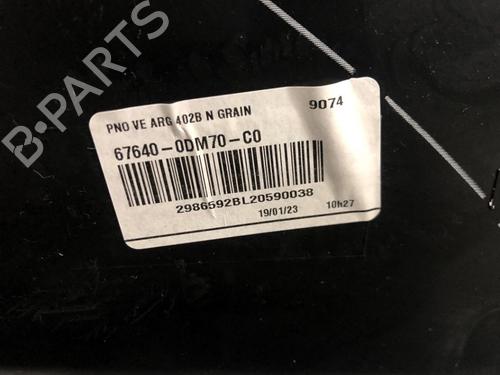 B-PARTS
PNO VE ARG 402B N GRAIN 9074
67640-0DM70-C0
2986592BL20590038
19/01/23 10h27